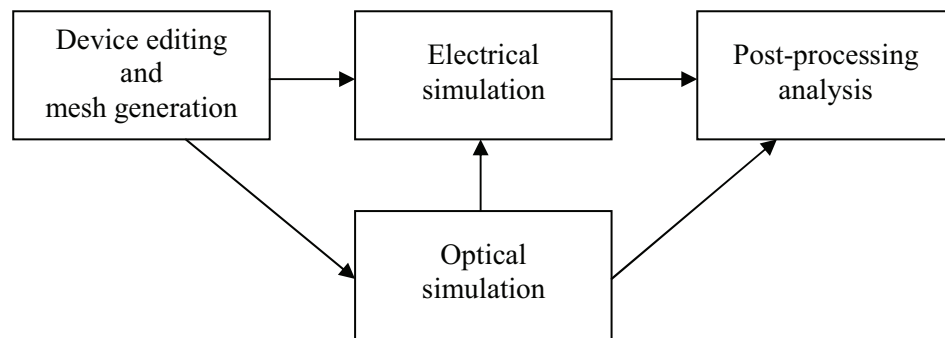 Device editing
and
mesh generation
Electrical
simulation
Post-processing
analysis
Optical
simulation